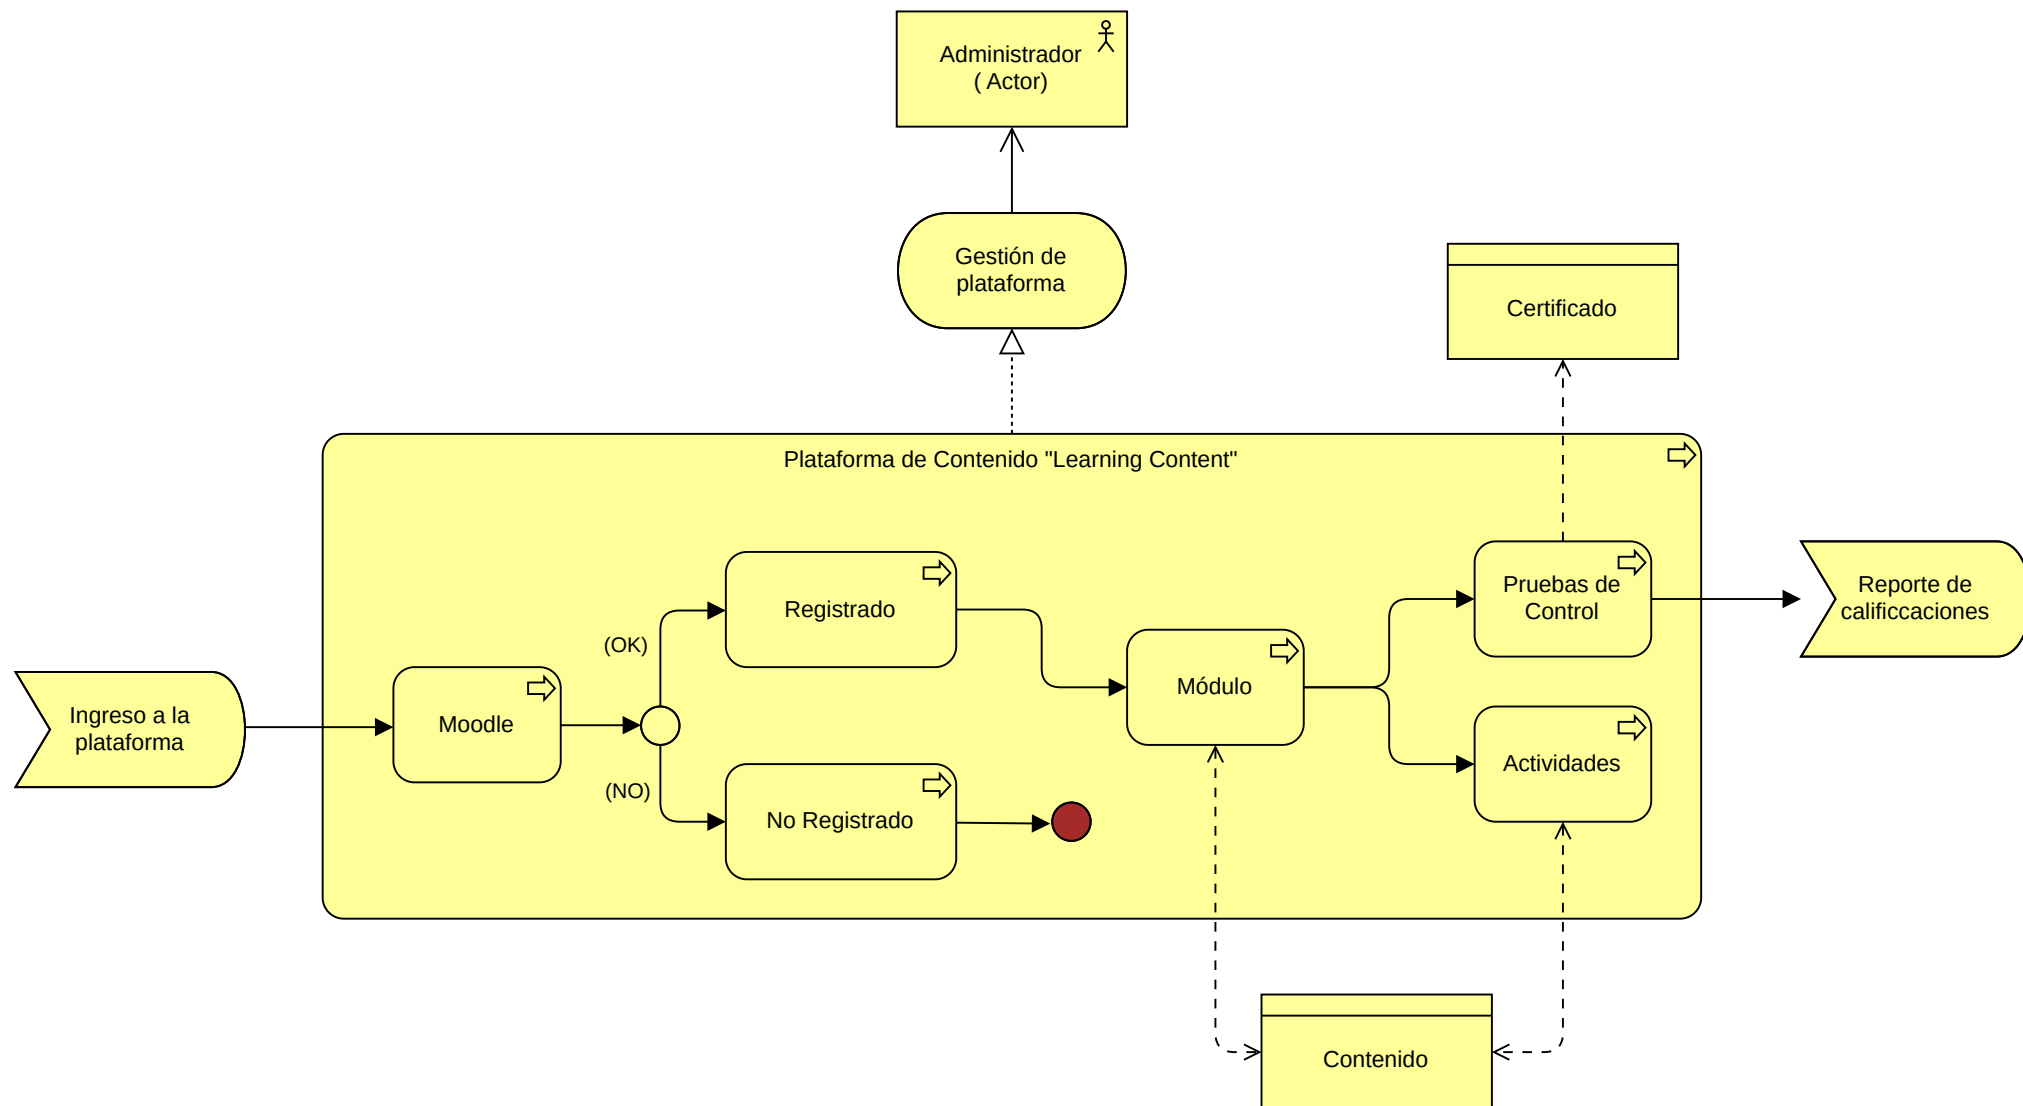 Administrador
( Actor)
Gestión de
plataforma
Certificado
Plataforma de Contenido "Learning Content"
Pruebas de
Control
Reporte de
calificcaciones
Registrado
(OK)
Módulo
Ingreso a la
plataforma
Moodle
Actividades
(NO)
No Registrado
Contenido